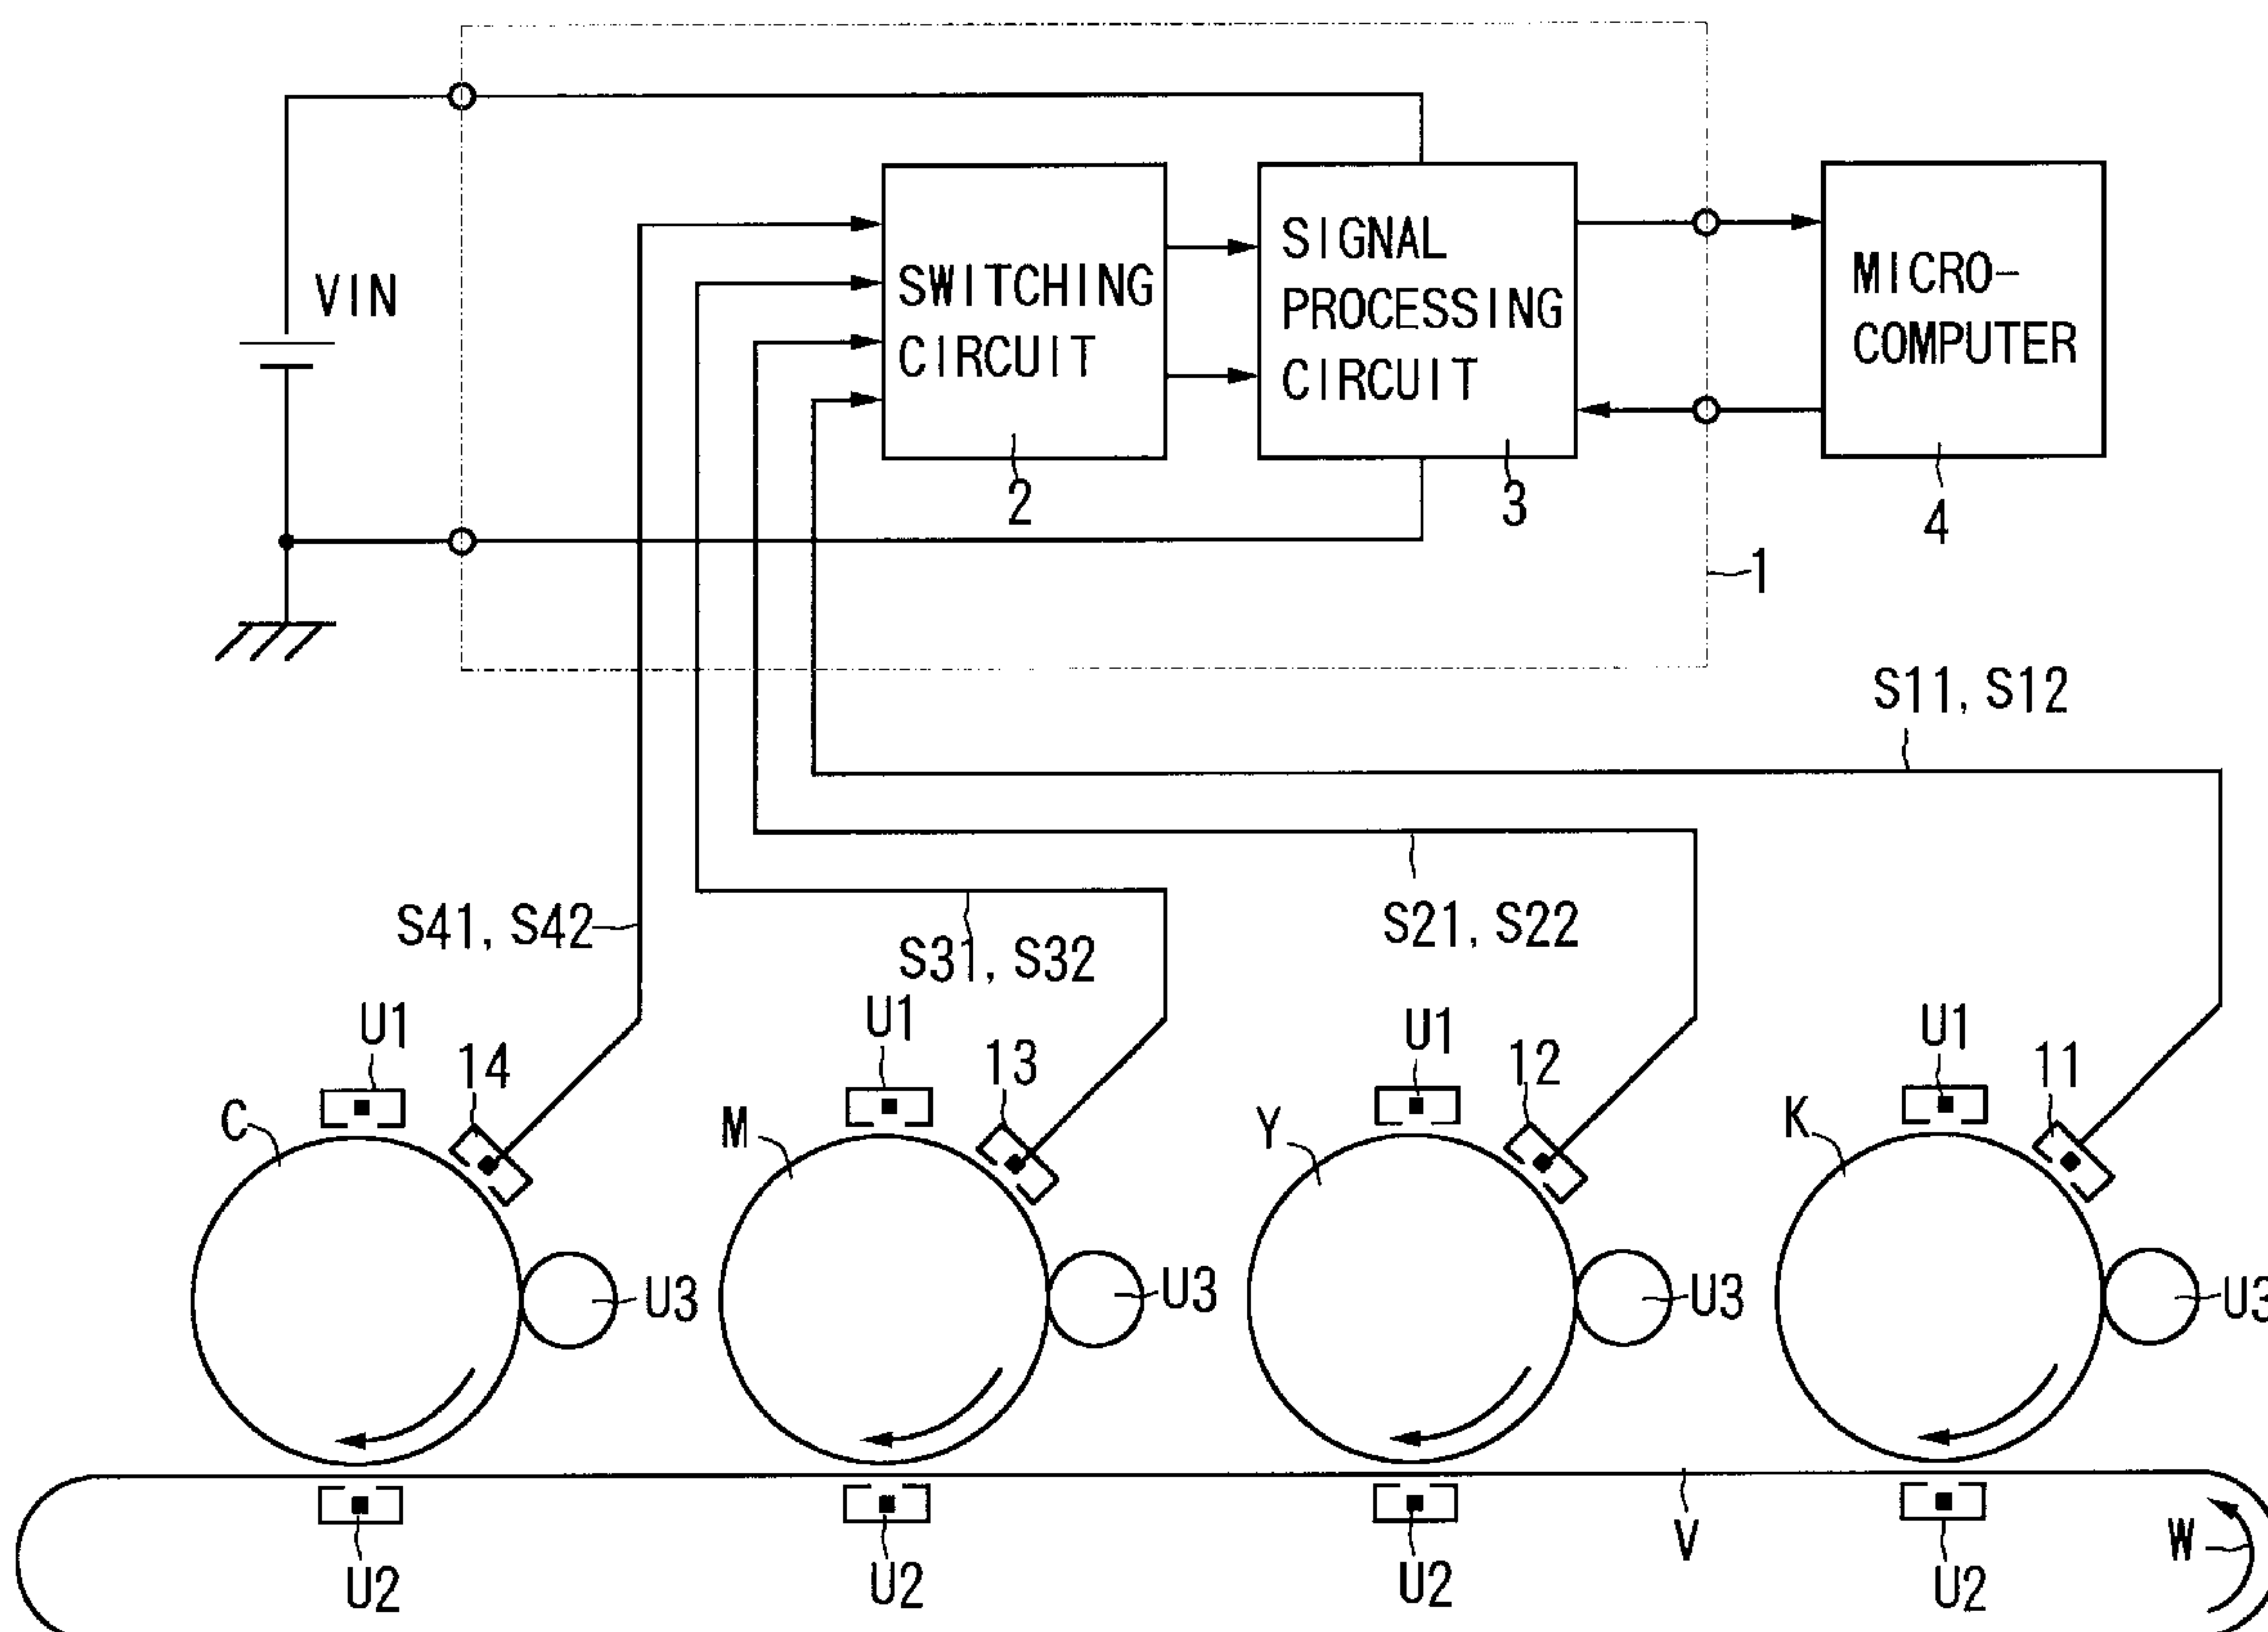 VIN
SWITCHING
CIRCUIT
2
SIGNAL
PROCESSING
CIRCUIT
3
MICRO-
COMPUTER
4
1
S11, S12
S41, S42
S31, S32
S21, S22
U1
14
U1
13
U1
12
U1
11
C
M
Y
K
U3
U3
U3
U3
V
W
U2
U2
U2
U2